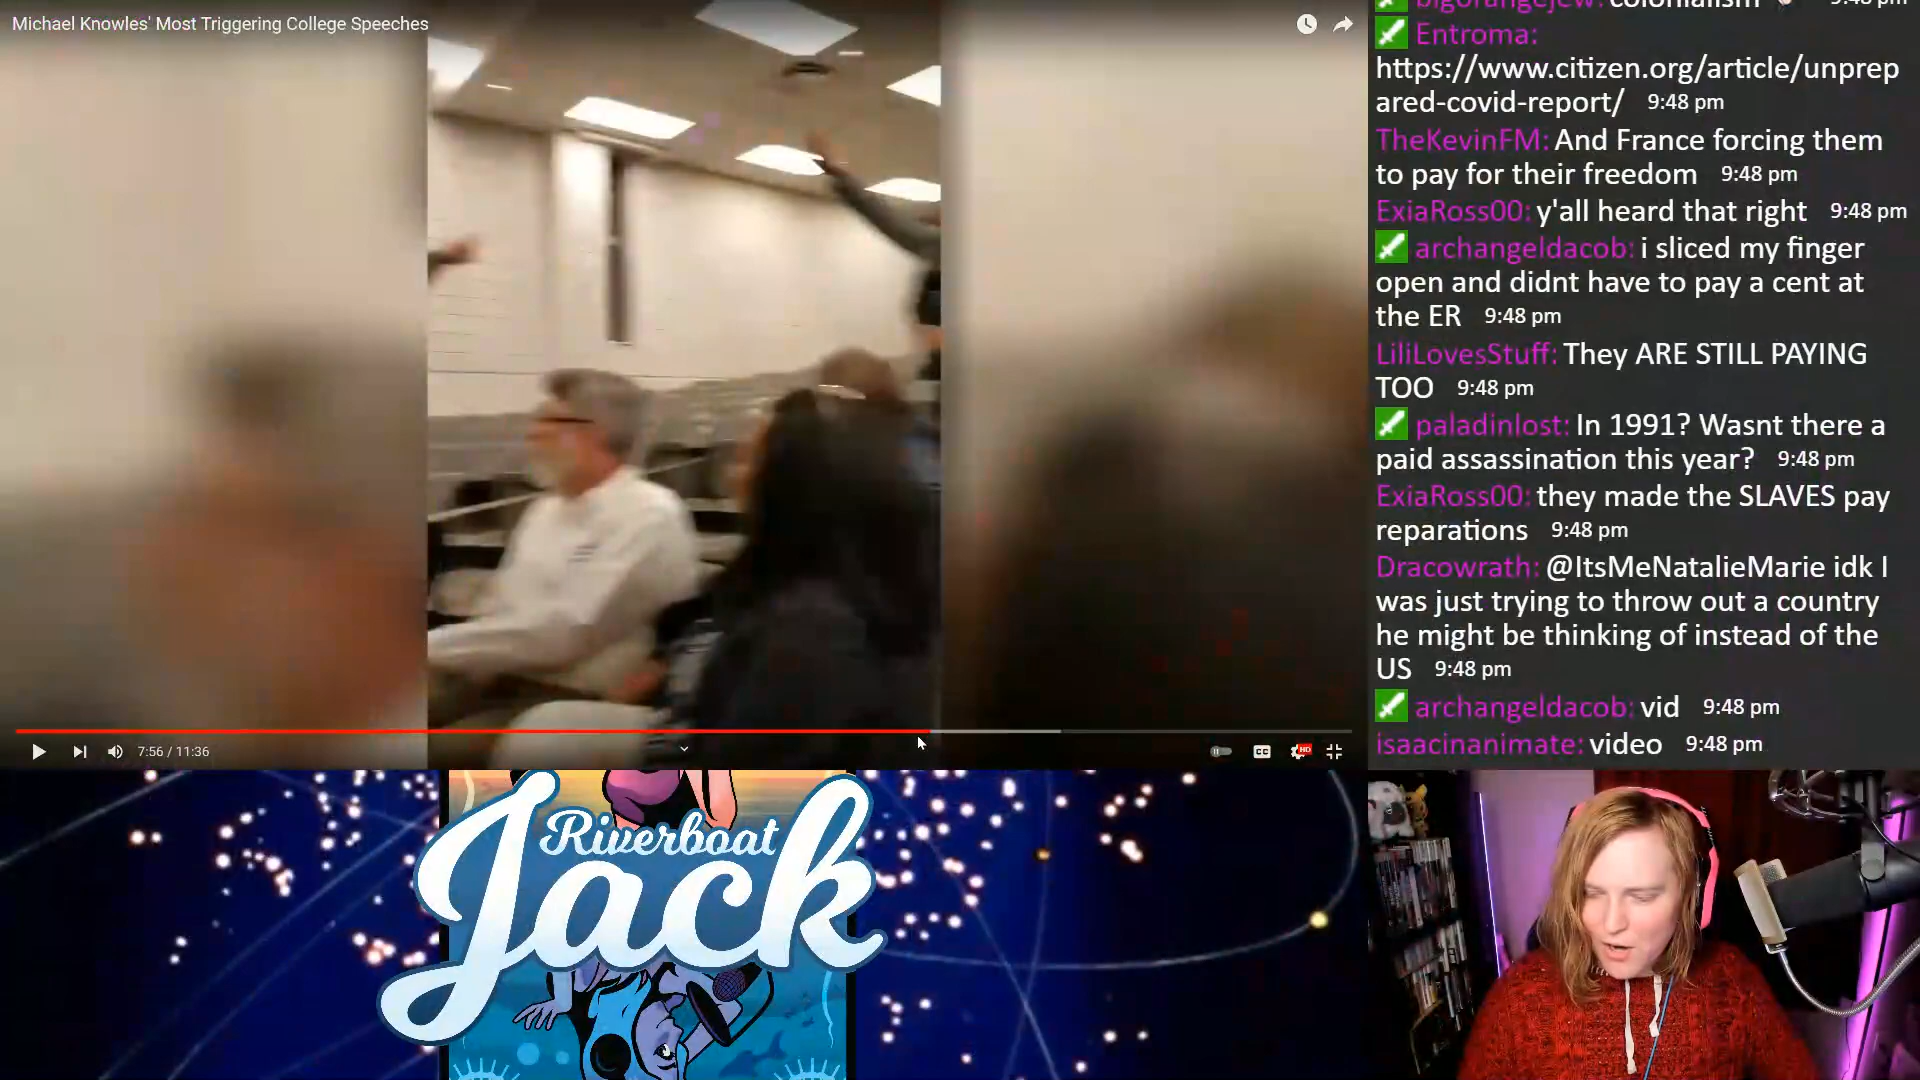 Michael Knowles' Most Triggering College Speeches
9:48 pm
Entroma:
https://www.citizen.org/article/unprep
ared-covid-report/ 9:48 pm
TheKevinFM: And France forcing them
to pay for their freedom 9:48 pm
ExiaRoss00: y'all heard that right 9:48 pm
archangeldacob: i sliced my finger
open and didnt have to pay a cent at
the ER 9:48 pm
LiliLovesStuff: They ARE STILL PAYING
TOO 9:48 pm
paladinlost: In 1991? Wasnt there a
paid assassination this year? 9:48 pm
ExiaRoss00: they made the SLAVES pay
reparations 9:48 pm
Dracowrath: @ItsMeNatalieMarie idk I
was just trying to throw out a country
he might be thinking of instead of the
US 9:48 pm
archangeldacob: vid 9:48 pm
isaacinanimate: video 9:48 pm
7:56 / 11:36
CC
HD
Riverboat
Jack